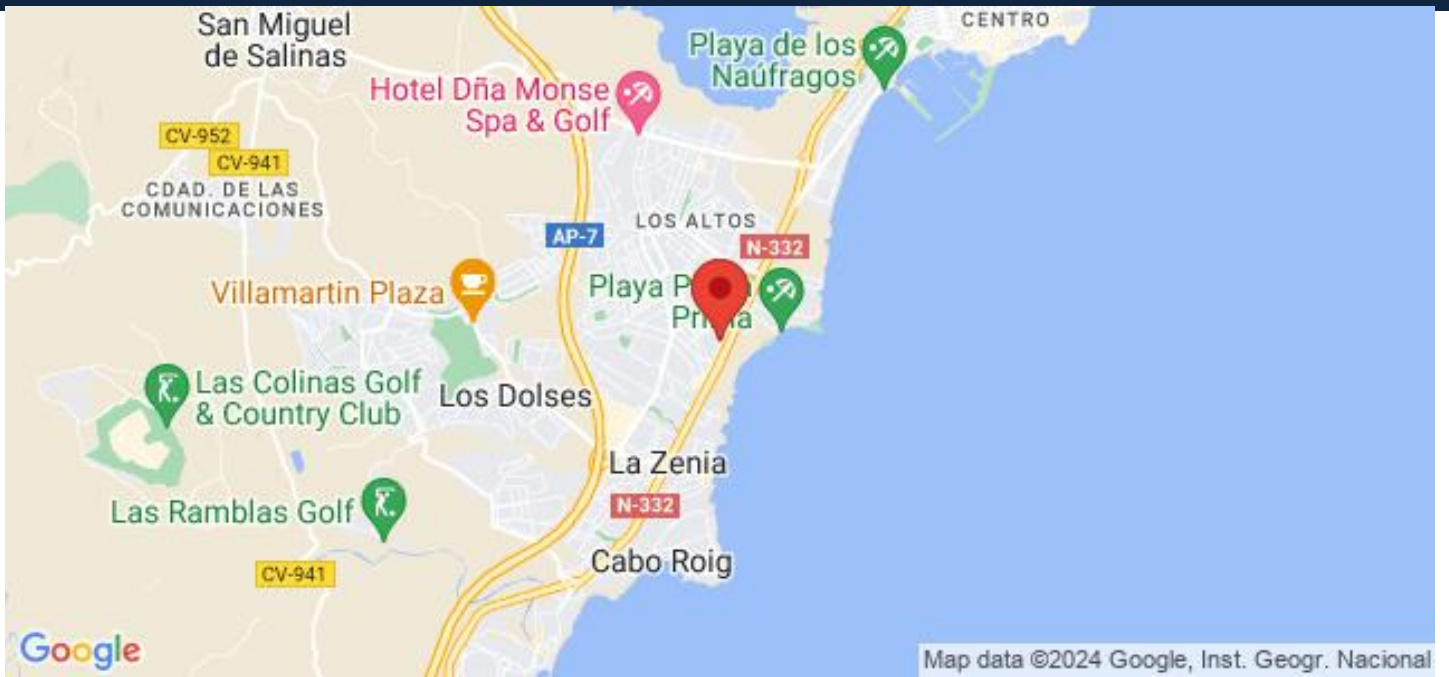 San Miguel
de Salinas
CENTRO
Playa de los
Naúfragos
Hotel Dña Monse
Spa & Golf
CV-952
CV-941
CDAD. DE LAS
COMUNICACIONES
LOS ALTOS
AP-7
N-332
Villamartin Plaza
Playa P
Pri a
Las Colinas Golf
& Country Club
Los Dolses
La Zenia
Las Ramblas Golf
N-332
Cabo Roig
CV-941
Google
Map data ©2024 Google, Inst. Geogr. Nacional